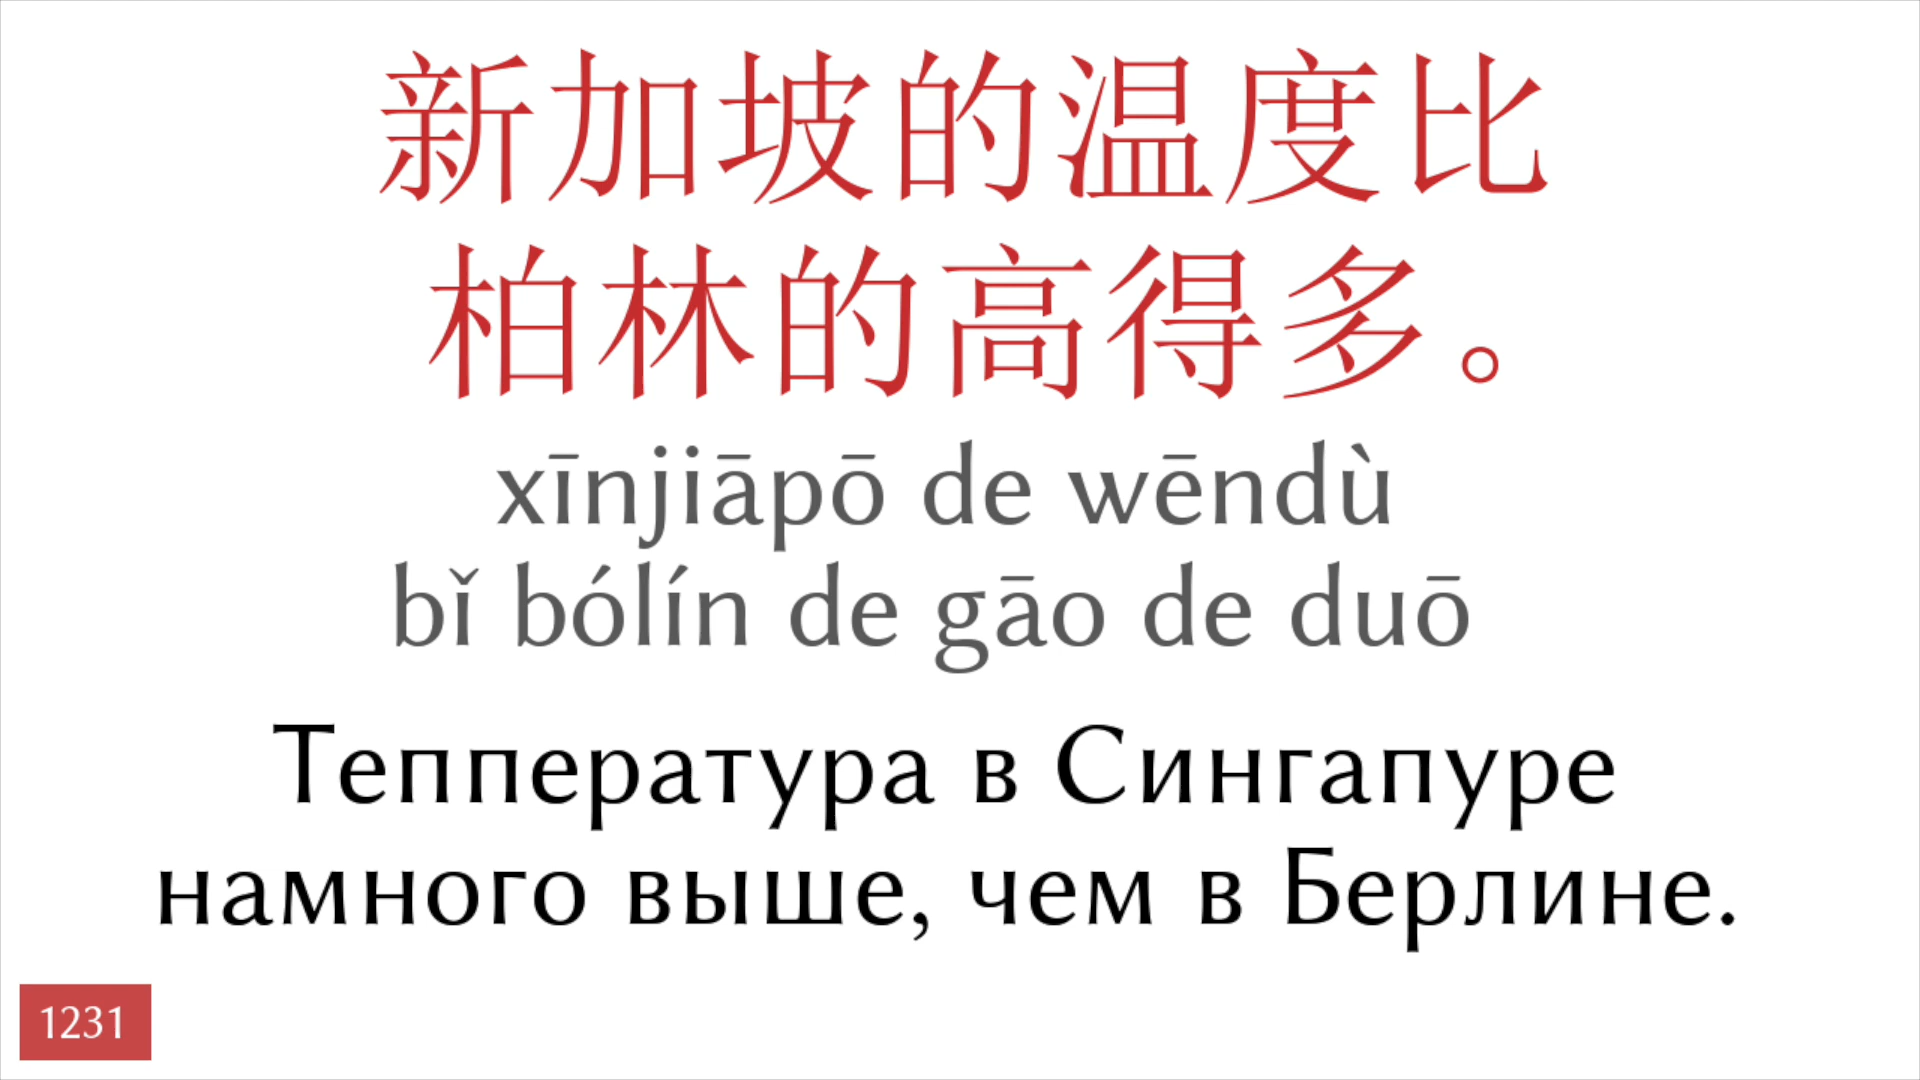 新加坡的温度比
柏林的高得多。
xīnjiāpō de wēndù
bǐ bólín de gāo de duō
Теппература в Сингапуре
намного выше, чем в Берлине.
1231